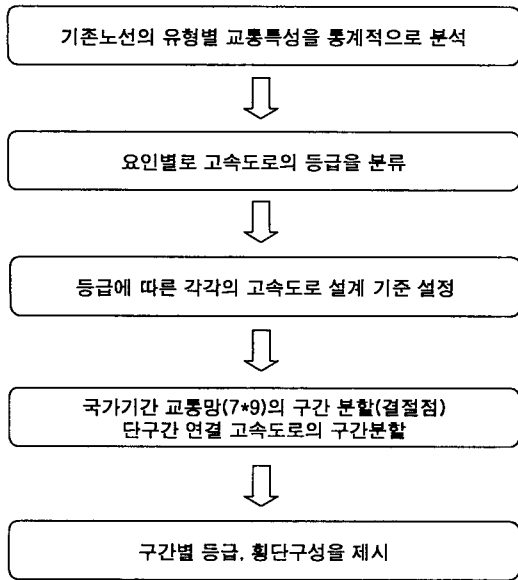 기존노선의 유형별 교통특성을 통계적으로 분석
요인별로 고속도로의 등급을 분류
등급에 따른 각각의 고속도로 설계 기준 설정
국가기간 교통망(7*9)의 구간 분할(결절점)
단구간 연결 고속도로의 구간분할
구간별 등급, 횡단구성을 제시